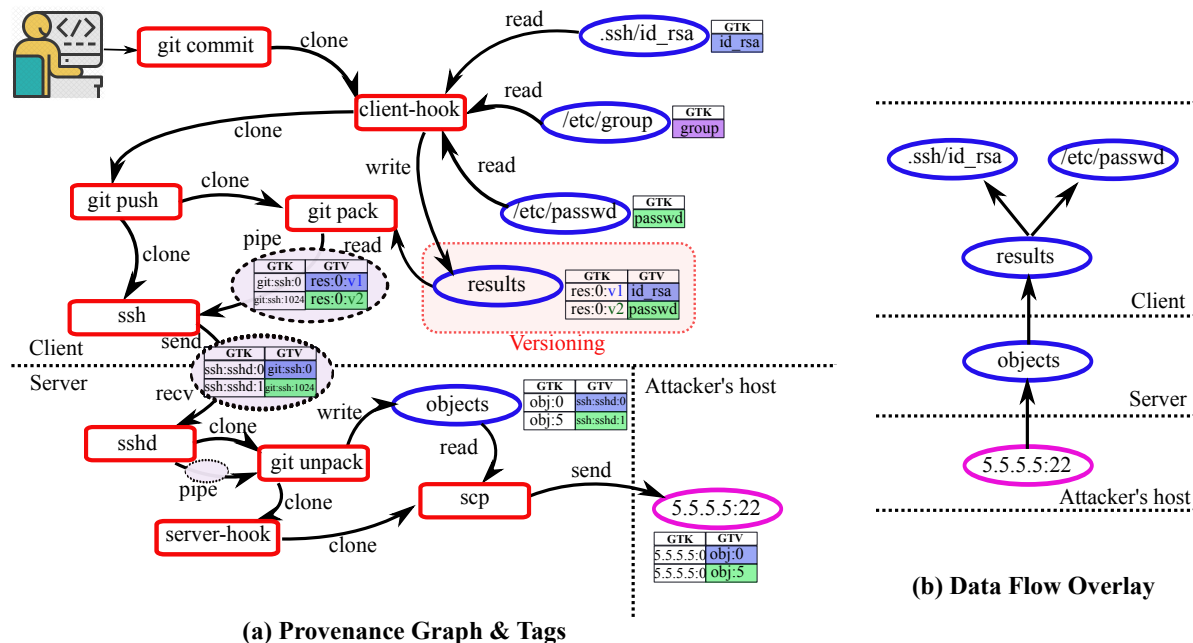 </>
git commit
clone
read
.ssh/id_rsa
GTK
id_rsa
client-hook
read
/etc/group
GTK
group
clone
write
read
/etc/passwd
GTK
passwd
git push
clone
git pack
clone
pipe
read
GTK GTV
git:ssh:0 res:0:v1
git:ssh:1024 res:0:v2
results
GTK GTV
res:0:v1 id_rsa
res:0:v2 passwd
Versioning
ssh
send
Client
Server
GTK GTV
ssh:sshd:0 git:ssh:0
ssh:sshd:1 git:ssh:1024
recv
sshd
clone
pipe
git unpack
write
objects
GTK GTV
obj:0 ssh:sshd:0
obj:5 ssh:sshd:1
Attacker's host
read
clone
server-hook
clone
scp
send
5.5.5.5:22
GTK GTV
5.5.5.5:0 obj:0
5.5.5.5:0 obj:5
(a) Provenance Graph & Tags
.ssh/id_rsa
/etc/passwd
results
Client
objects
Server
5.5.5.5:22
Attacker's host
(b) Data Flow Overlay